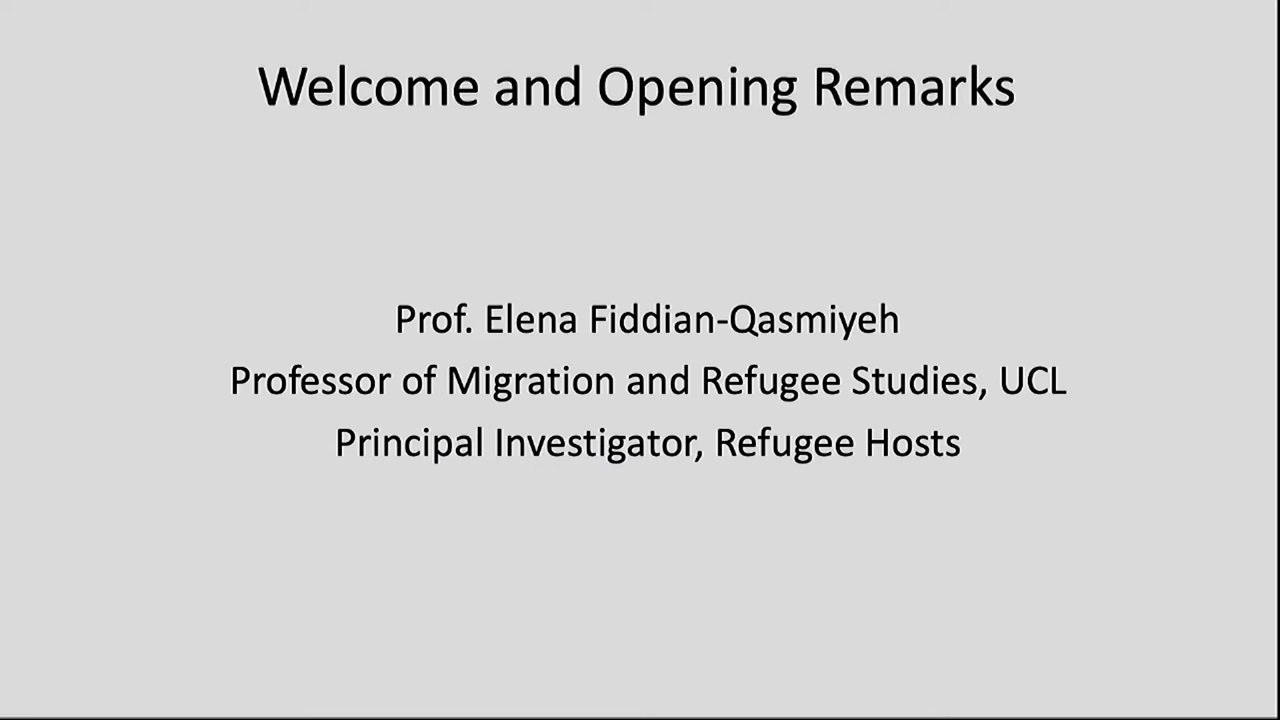 Welcome and Opening Remarks
Prof. Elena Fiddian-Qasmiyeh
Professor of Migration and Refugee Studies, UCL
Principal Investigator, Refugee Hosts